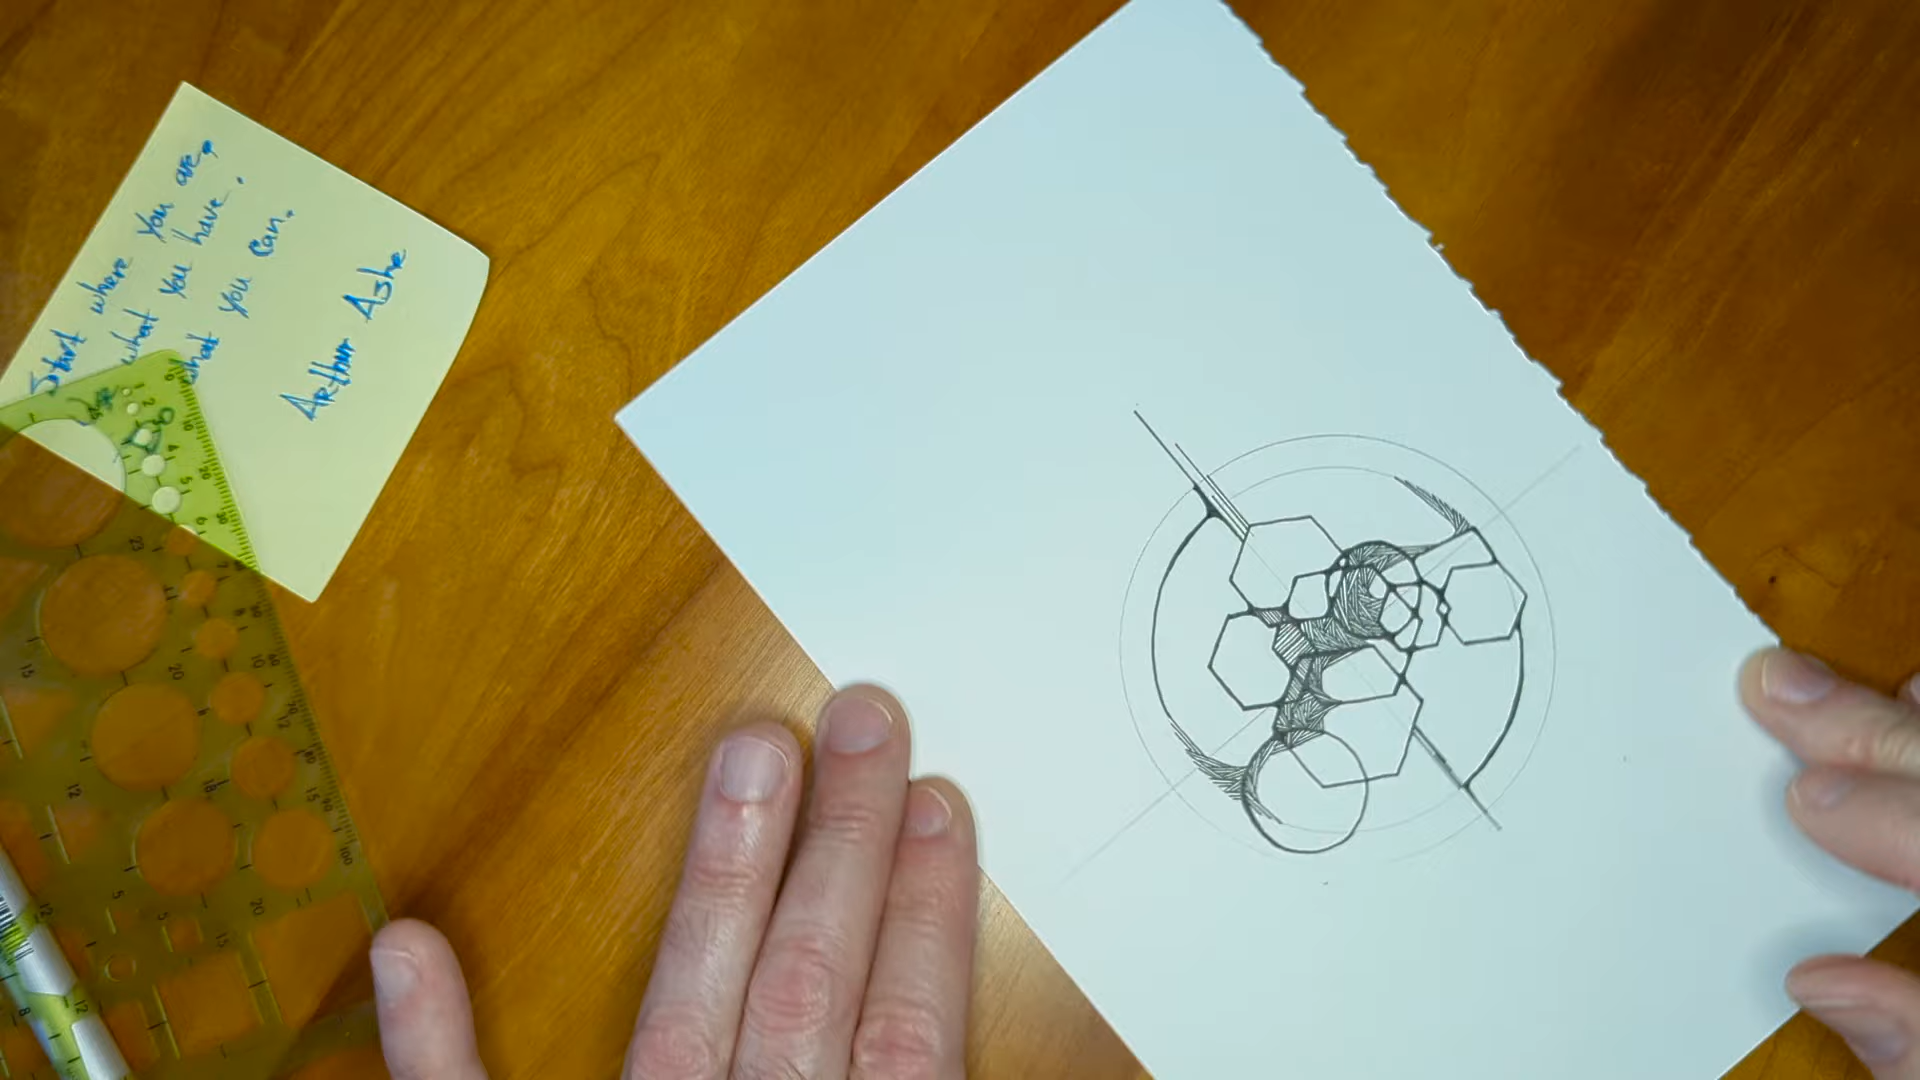 Start where you are,
what you have.
what you can.
Arthur Ashe